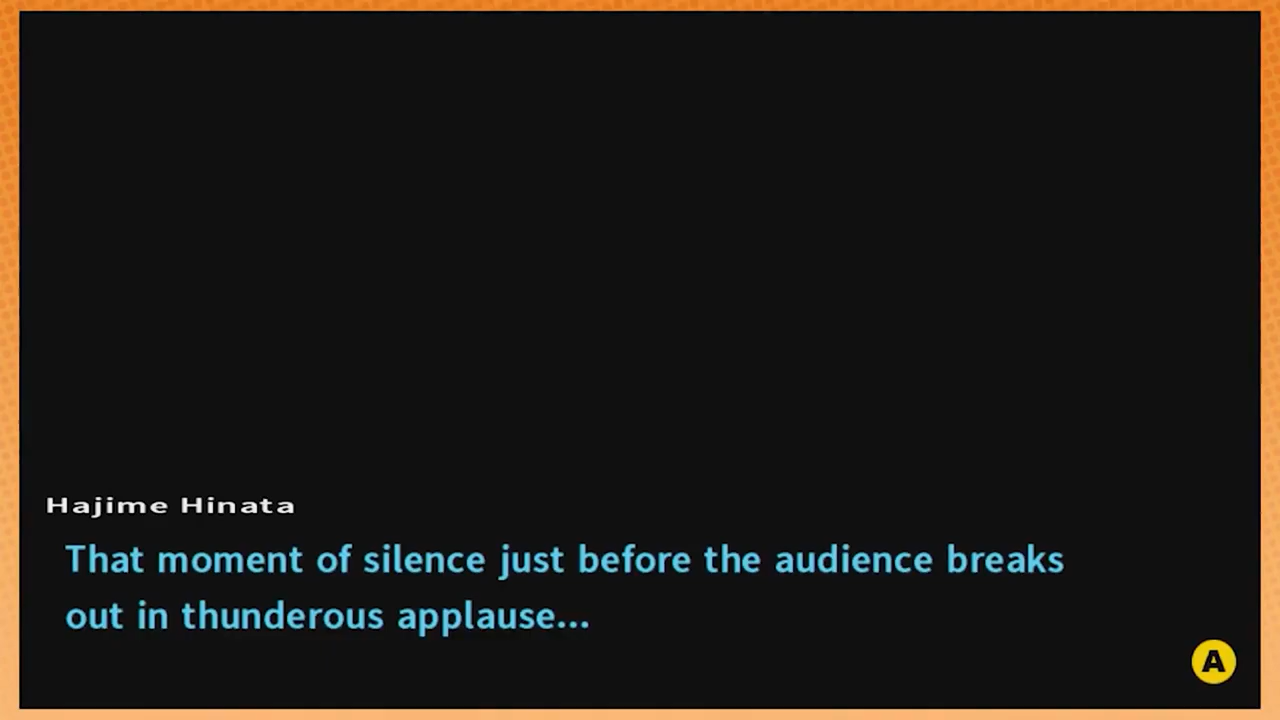 Hajime Hinata
That moment of silence just before the audience breaks
out in thunderous applause...
A